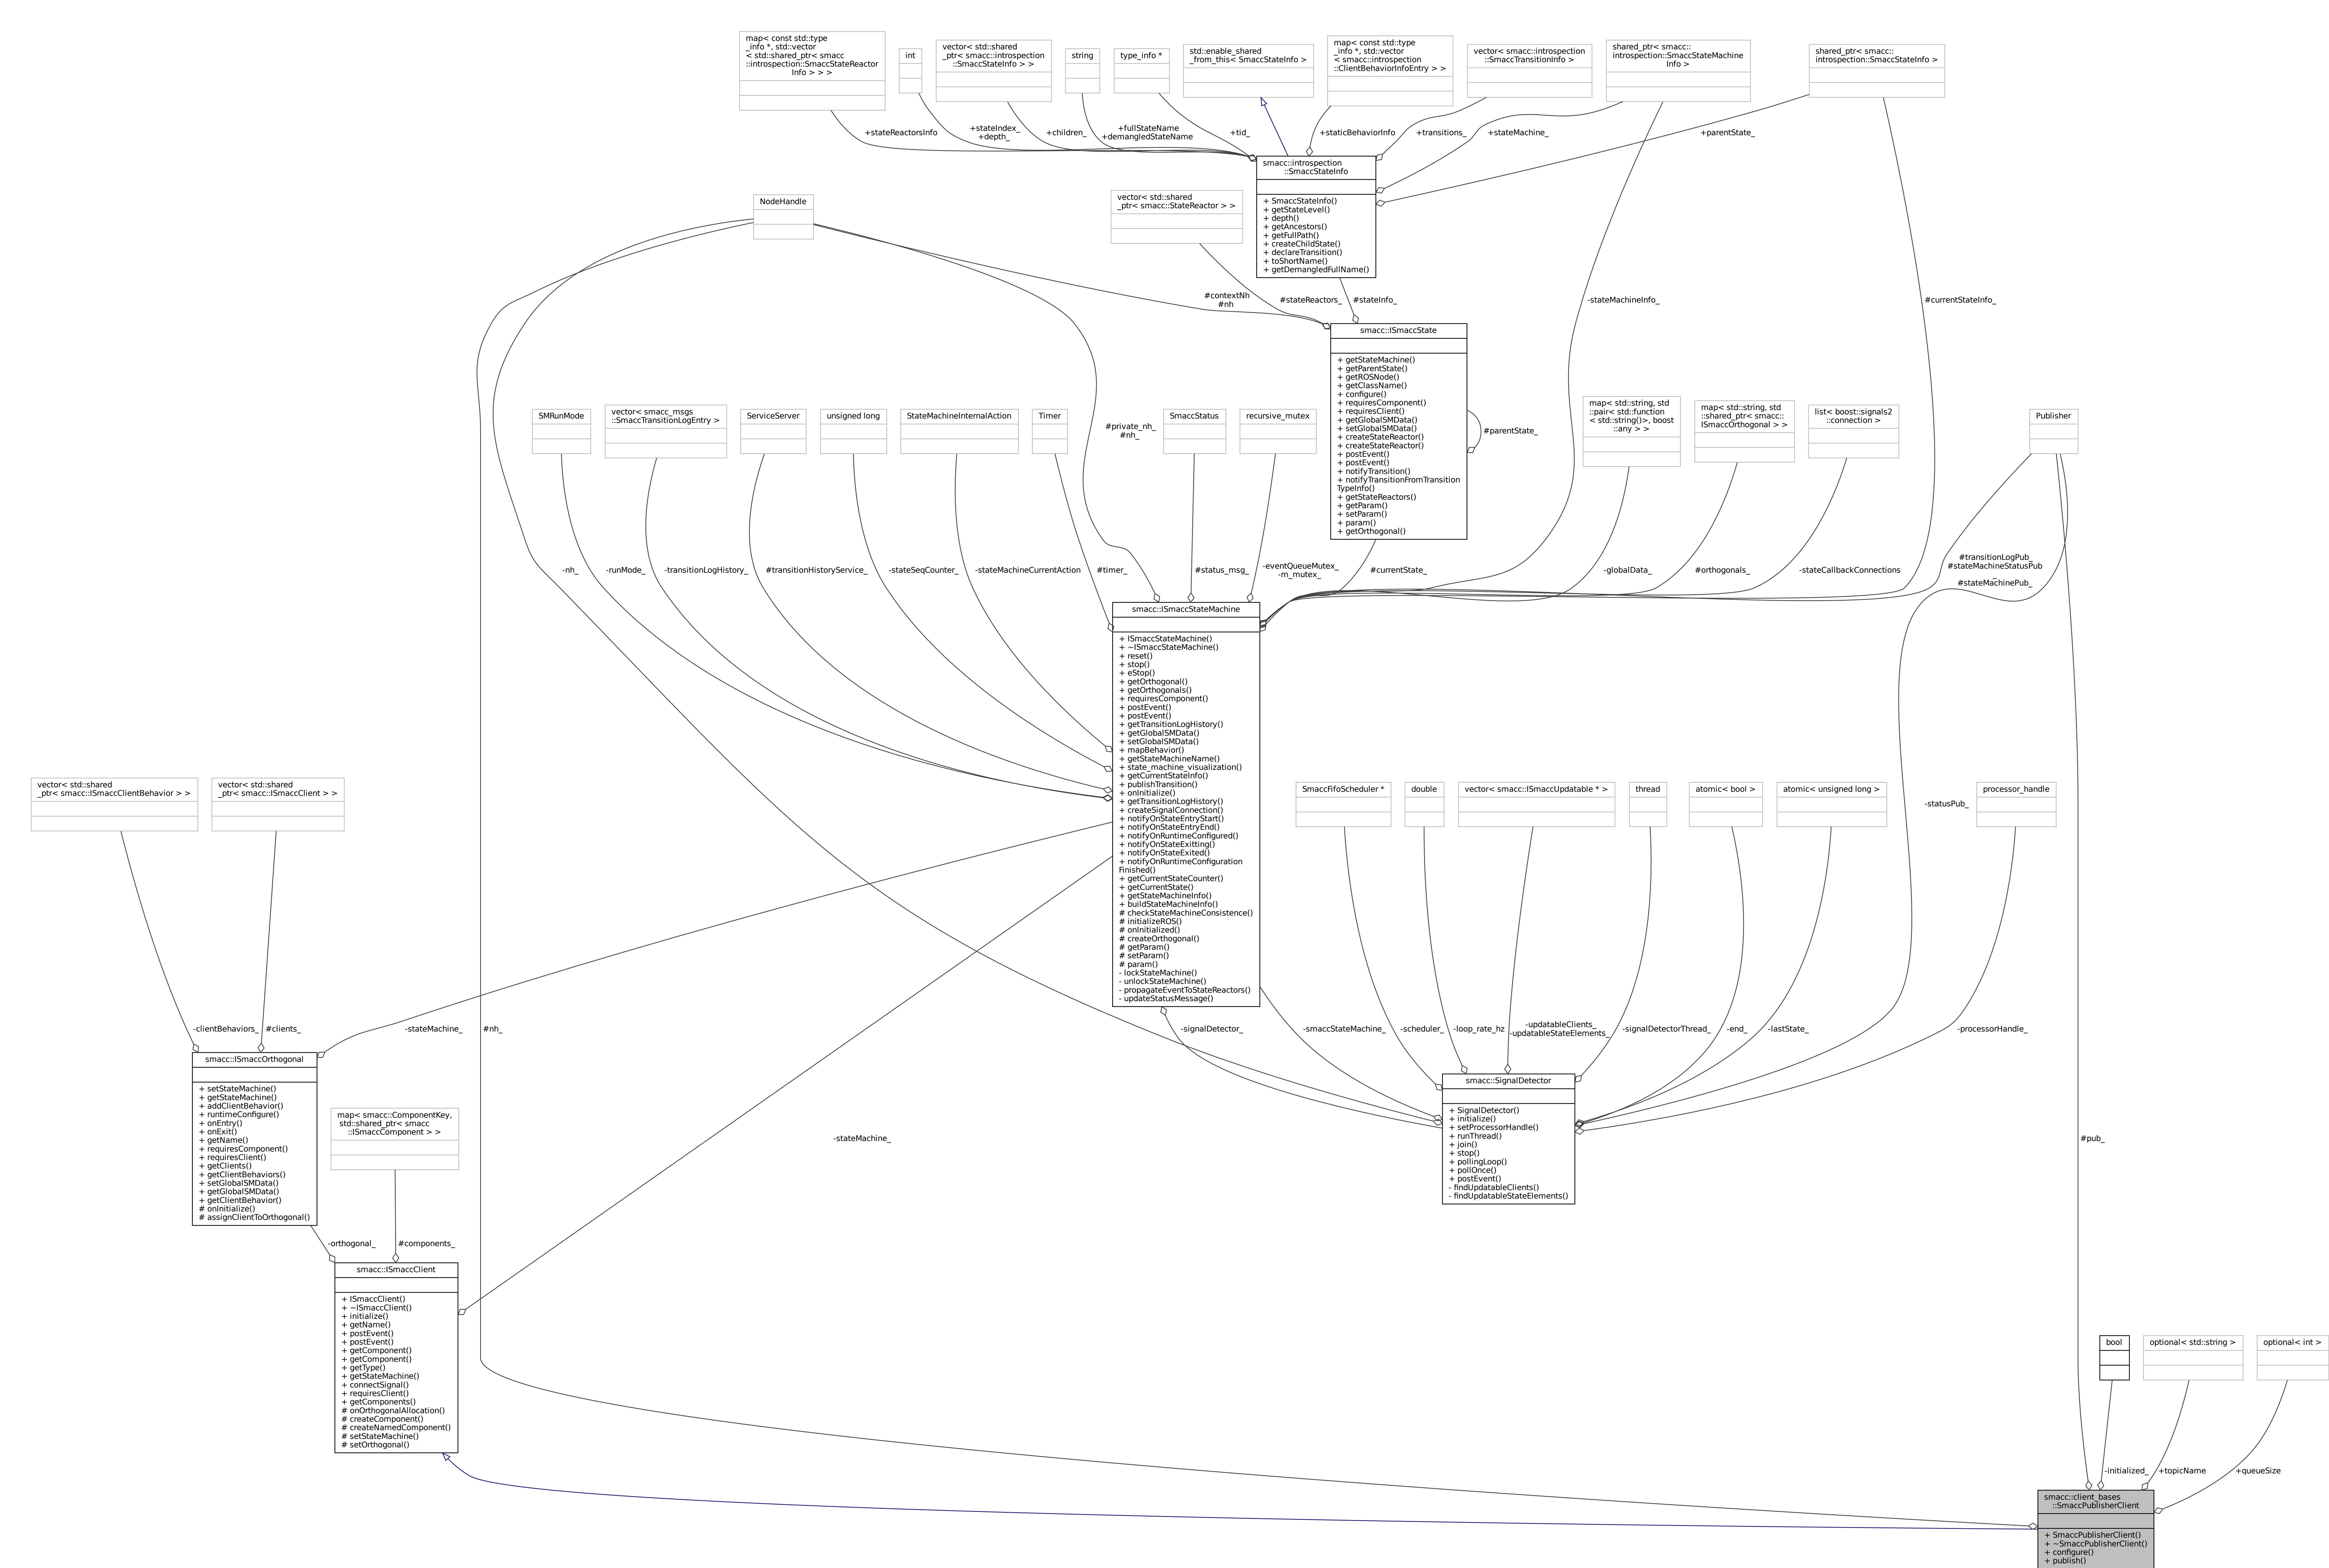 map< const std::type
_info *, std::vector
< std::shared_ptr< smacc
::introspection::SmaccStateReactor
Info > > >
int
vector< std::shared
_ptr< smacc::introspection
::SmaccStateInfo > >
string
type_info *
std::enable_shared
_from_this< SmaccStateInfo >
map< const std::type
_info *, std::vector
< smacc::introspection
::ClientBehaviorInfoEntry > >
vector< smacc::introspection
::SmaccTransitionInfo >
shared_ptr< smacc::
introspection::SmaccStateMachine
Info >
shared_ptr< smacc::
introspection::SmaccStateInfo >
+stateReactorsInfo
+stateIndex_
+depth_
+children_
+fullStateName
+demangledStateName
+tid_
+staticBehaviorInfo
+transitions_
+stateMachine_
+parentState_
smacc::introspection
::SmaccStateInfo
+ SmaccStateInfo()
+ getStateLevel()
+ depth()
+ getAncestors()
+ getFullPath()
+ createChildState()
+ declareTransition()
+ toShortName()
+ getDemangledFullName()
NodeHandle
vector< std::shared
_ptr< smacc::StateReactor > >
#contextNh
#nh
#stateReactors_
#stateInfo_
-stateMachineInfo_
#currentStateInfo_
smacc::ISmaccState
+ getStateMachine()
+ getParentState()
+ getROSNode()
+ getClassName()
+ configure()
+ requiresComponent()
+ requiresClient()
+ getGlobalSMData()
+ setGlobalSMData()
+ createStateReactor()
+ createStateReactor()
+ postEvent()
+ postEvent()
+ notifyTransition()
+ notifyTransitionFromTransition
TypeInfo()
+ getStateReactors()
+ getParam()
+ setParam()
+ param()
+ getOrthogonal()
#parentState_
SMRunMode
vector< smacc_msgs
::SmaccTransitionLogEntry >
ServiceServer
unsigned long
StateMachineInternalAction
Timer
#private_nh_
#nh_
SmaccStatus
recursive_mutex
map< std::string, std
::pair< std::function
< std::string()>, boost
::any > >
map< std::string, std
::shared_ptr< smacc::
ISmaccOrthogonal > >
list< boost::signals2
::connection >
Publisher
-nh_
-runMode_
-transitionLogHistory_
#transitionHistoryService_
-stateSeqCounter_
-stateMachineCurrentAction
#timer_
#status_msg_
-eventQueueMutex_
-m_mutex_
#currentState_
-globalData_
#orthogonals_
-stateCallbackConnections
#transitionLogPub_
#stateMachineStatusPub
_
#stateMachinePub_
smacc::ISmaccStateMachine
+ ISmaccStateMachine()
+ ~ISmaccStateMachine()
+ reset()
+ stop()
+ eStop()
+ getOrthogonal()
+ getOrthogonals()
+ requiresComponent()
+ postEvent()
+ postEvent()
+ getTransitionLogHistory()
+ getGlobalSMData()
+ setGlobalSMData()
+ mapBehavior()
+ getStateMachineName()
+ state_machine_visualization()
+ getCurrentStateInfo()
+ publishTransition()
+ onInitialize()
+ getTransitionLogHistory()
+ createSignalConnection()
+ notifyOnStateEntryStart()
+ notifyOnStateEntryEnd()
+ notifyOnRuntimeConfigured()
+ notifyOnStateExitting()
+ notifyOnStateExited()
+ notifyOnRuntimeConfiguration
Finished()
+ getCurrentStateCounter()
+ getCurrentState()
+ getStateMachineInfo()
+ buildStateMachineInfo()
# checkStateMachineConsistence()
# initializeROS()
# onInitialized()
# createOrthogonal()
# getParam()
# setParam()
# param()
- lockStateMachine()
- unlockStateMachine()
- propagateEventToStateReactors()
- updateStatusMessage()
vector< std::shared
_ptr< smacc::ISmaccClientBehavior > >
vector< std::shared
_ptr< smacc::ISmaccClient > >
SmaccFifoScheduler *
double
vector< smacc::ISmaccUpdatable * >
thread
atomic< bool >
atomic< unsigned long >
-statusPub_
processor_handle
-clientBehaviors_
#clients_
-stateMachine_
#nh_
-signalDetector_
-smaccStateMachine_
-scheduler_
-loop_rate_hz
-updatableClients_
-updatableStateElements_
-signalDetectorThread_
-end_
-lastState_
-processorHandle_
smacc::ISmaccOrthogonal
+ setStateMachine()
+ getStateMachine()
+ addClientBehavior()
+ runtimeConfigure()
+ onEntry()
+ onExit()
+ getName()
+ requiresComponent()
+ requiresClient()
+ getClients()
+ getClientBehaviors()
+ setGlobalSMData()
+ getGlobalSMData()
+ getClientBehavior()
# onInitialize()
# assignClientToOrthogonal()
map< smacc::ComponentKey,
std::shared_ptr< smacc
::ISmaccComponent > >
-stateMachine_
smacc::SignalDetector
+ SignalDetector()
+ initialize()
+ setProcessorHandle()
+ runThread()
+ join()
+ stop()
+ pollingLoop()
+ pollOnce()
+ postEvent()
- findUpdatableClients()
- findUpdatableStateElements()
#pub_
-orthogonal_
#components_
smacc::ISmaccClient
+ ISmaccClient()
+ ~ISmaccClient()
+ initialize()
+ getName()
+ postEvent()
+ postEvent()
+ getComponent()
+ getComponent()
+ getType()
+ getStateMachine()
+ connectSignal()
+ requiresClient()
+ getComponents()
# onOrthogonalAllocation()
# createComponent()
# createNamedComponent()
# setStateMachine()
# setOrthogonal()
bool
optional< std::string >
optional< int >
-initialized_
+topicName
+queueSize
smacc::client_bases
::SmaccPublisherClient
+ SmaccPublisherClient()
+ ~SmaccPublisherClient()
+ configure()
+ publish()